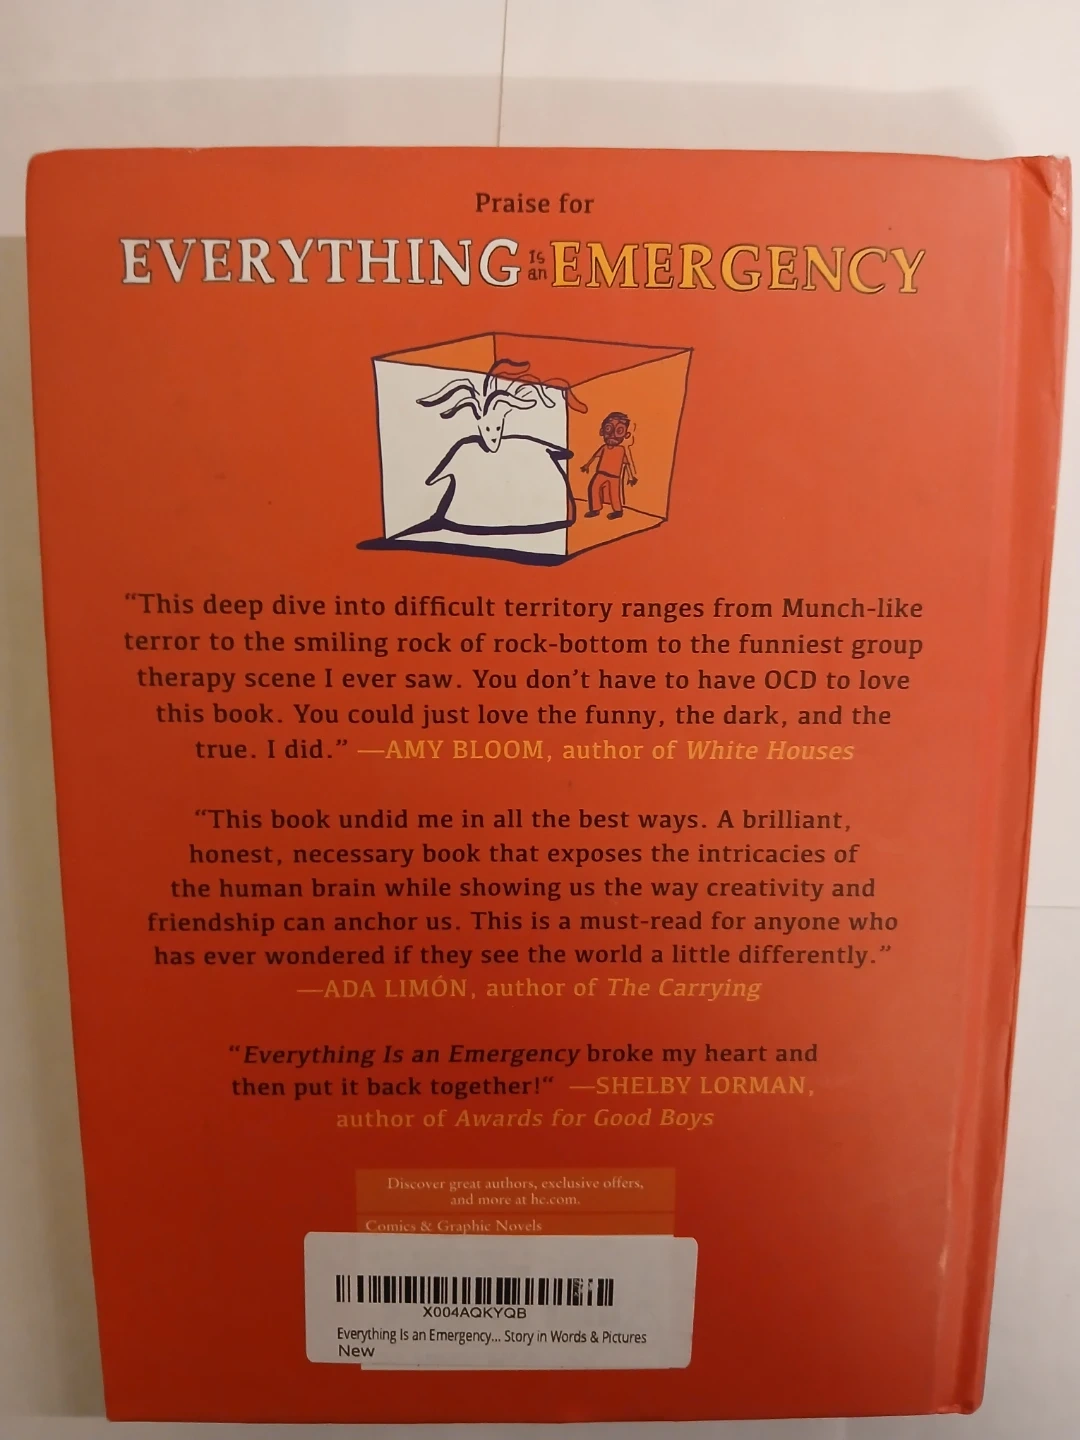 Praise for
EVERYTHING Is an EMERGENCY
“This deep dive into difficult territory ranges from Munch-like
terror to the smiling rock of rock-bottom to the funniest group
therapy scene I ever saw. You don’t have to have OCD to love
this book. You could just love the funny, the dark, and the
true. I did.” —AMY BLOOM, author of White Houses
“This book undid me in all the best ways. A brilliant,
honest, necessary book that exposes the intricacies of
the human brain while showing us the way creativity and
friendship can anchor us. This is a must-read for anyone who
has ever wondered if they see the world a little differently.”
—ADA LIMÓN, author of The Carrying
“Everything Is an Emergency broke my heart and
then put it back together!“ —SHELBY LORMAN,
author of Awards for Good Boys
Discover great authors, exclusive offers,
and more at hc.com.
Comics & Graphic Novels
X004AQKYQB
Everything Is an Emergency... Story in Words & Pictures
New